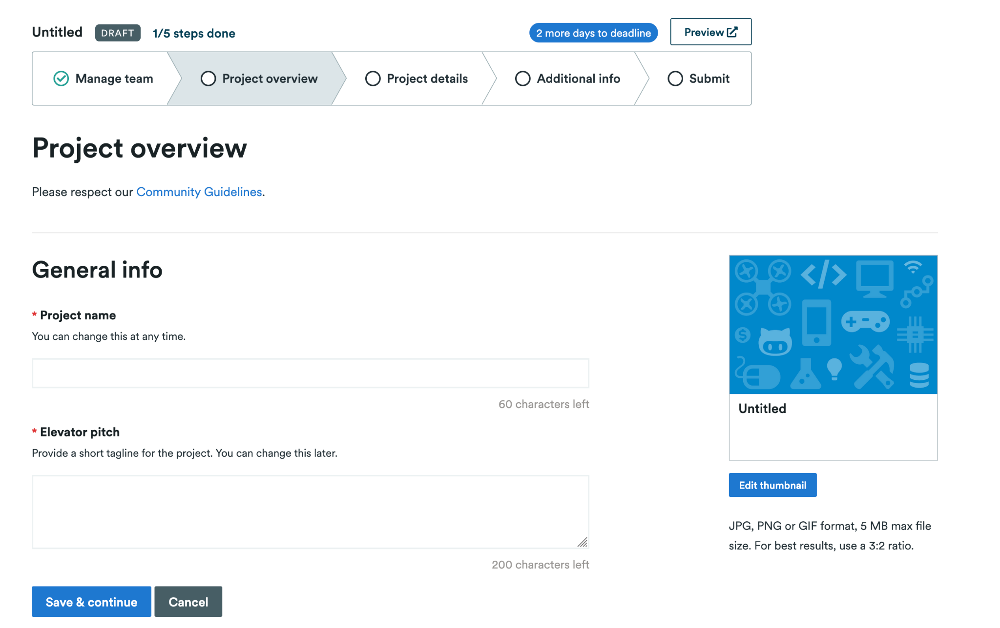 Untitled DRAFT 1/5 steps done 2 more days to deadline Preview
Manage team Project overview Project details Additional info Submit
Project overview
Please respect our Community Guidelines.
General info
* Project name
You can change this at any time.
60 characters left
* Elevator pitch
Provide a short tagline for the project. You can change this later.
200 characters left
Save & continue Cancel
</>
$
Untitled
Edit thumbnail
JPG, PNG or GIF format, 5 MB max file
size. For best results, use a 3:2 ratio.